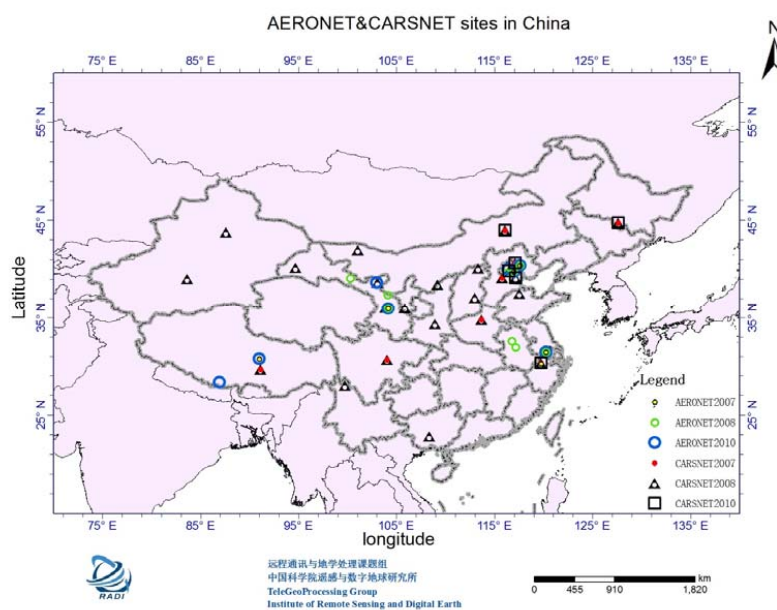 AERONET&CARSNET sites in China
N
75° E 85° E 95° E 105° E 115° E 125° E 135° E
55° N 55° N
45° N 45° N
35° N 35° N
25° N 25° N
Latitude
Legend
AERONET2007
AERONET2008
AERONET2010
CARSNET2007
CARSNET2008
CARSNET2010
75° E 85° E 95° E 105° E 115° E 125° E 135° E
longitude
RADI
远程通讯与地学处理课题组
中国科学院遥感与数字地球研究所
TeleGeoProcessing Group
Institute of Remote Sensing and Digital Earth
km
0 455 910 1,820